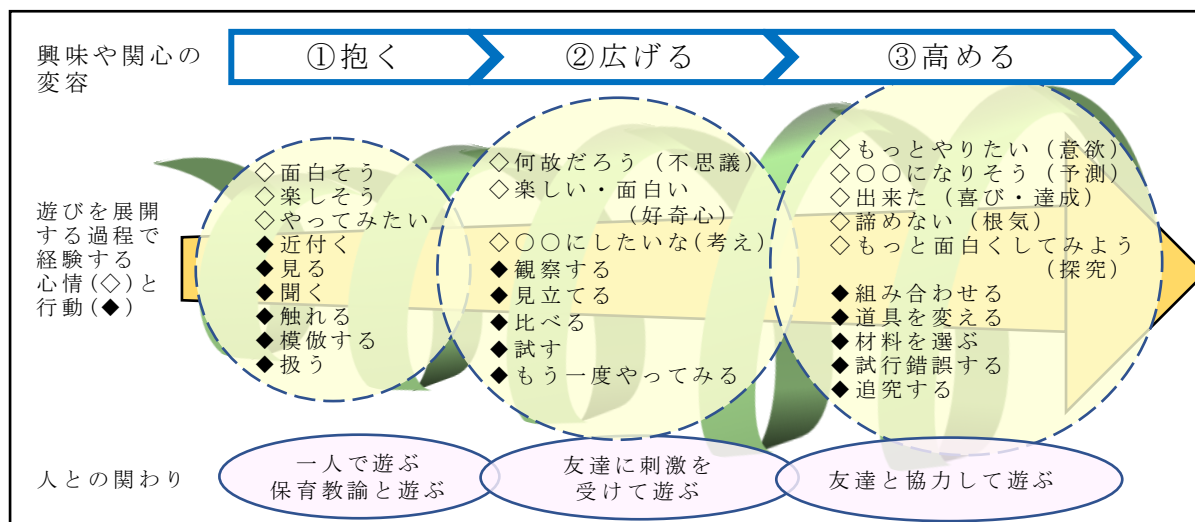 興味や関心の
変容
①抱く
②広げる
③高める
遊びを展開
する過程で
経験する
心情(◇)と
行動(◆)
◇面白そう
◇楽しそう
◇やってみたい
◆近付く
◆見る
◆聞く
◆触れる
◆模倣する
◆扱う
◇何故だろう(不思議)
◇楽しい・面白い
(好奇心)
◇〇〇にしたいな(考え)
◆観察する
◆見立てる
◆比べる
◆試す
◆もう一度やってみる
◇もっとやりたい(意欲)
◇〇〇になりそう(予測)
◇出来た(喜び・達成)
◇諦めない(根気)
◇もっと面白くしてみよう
(探究)
◆組み合わせる
◆道具を変える
◆材料を選ぶ
◆試行錯誤する
◆追究する
人との関わり
一人で遊ぶ
保育教諭と遊ぶ
友達に刺激を
受けて遊ぶ
友達と協力して遊ぶ